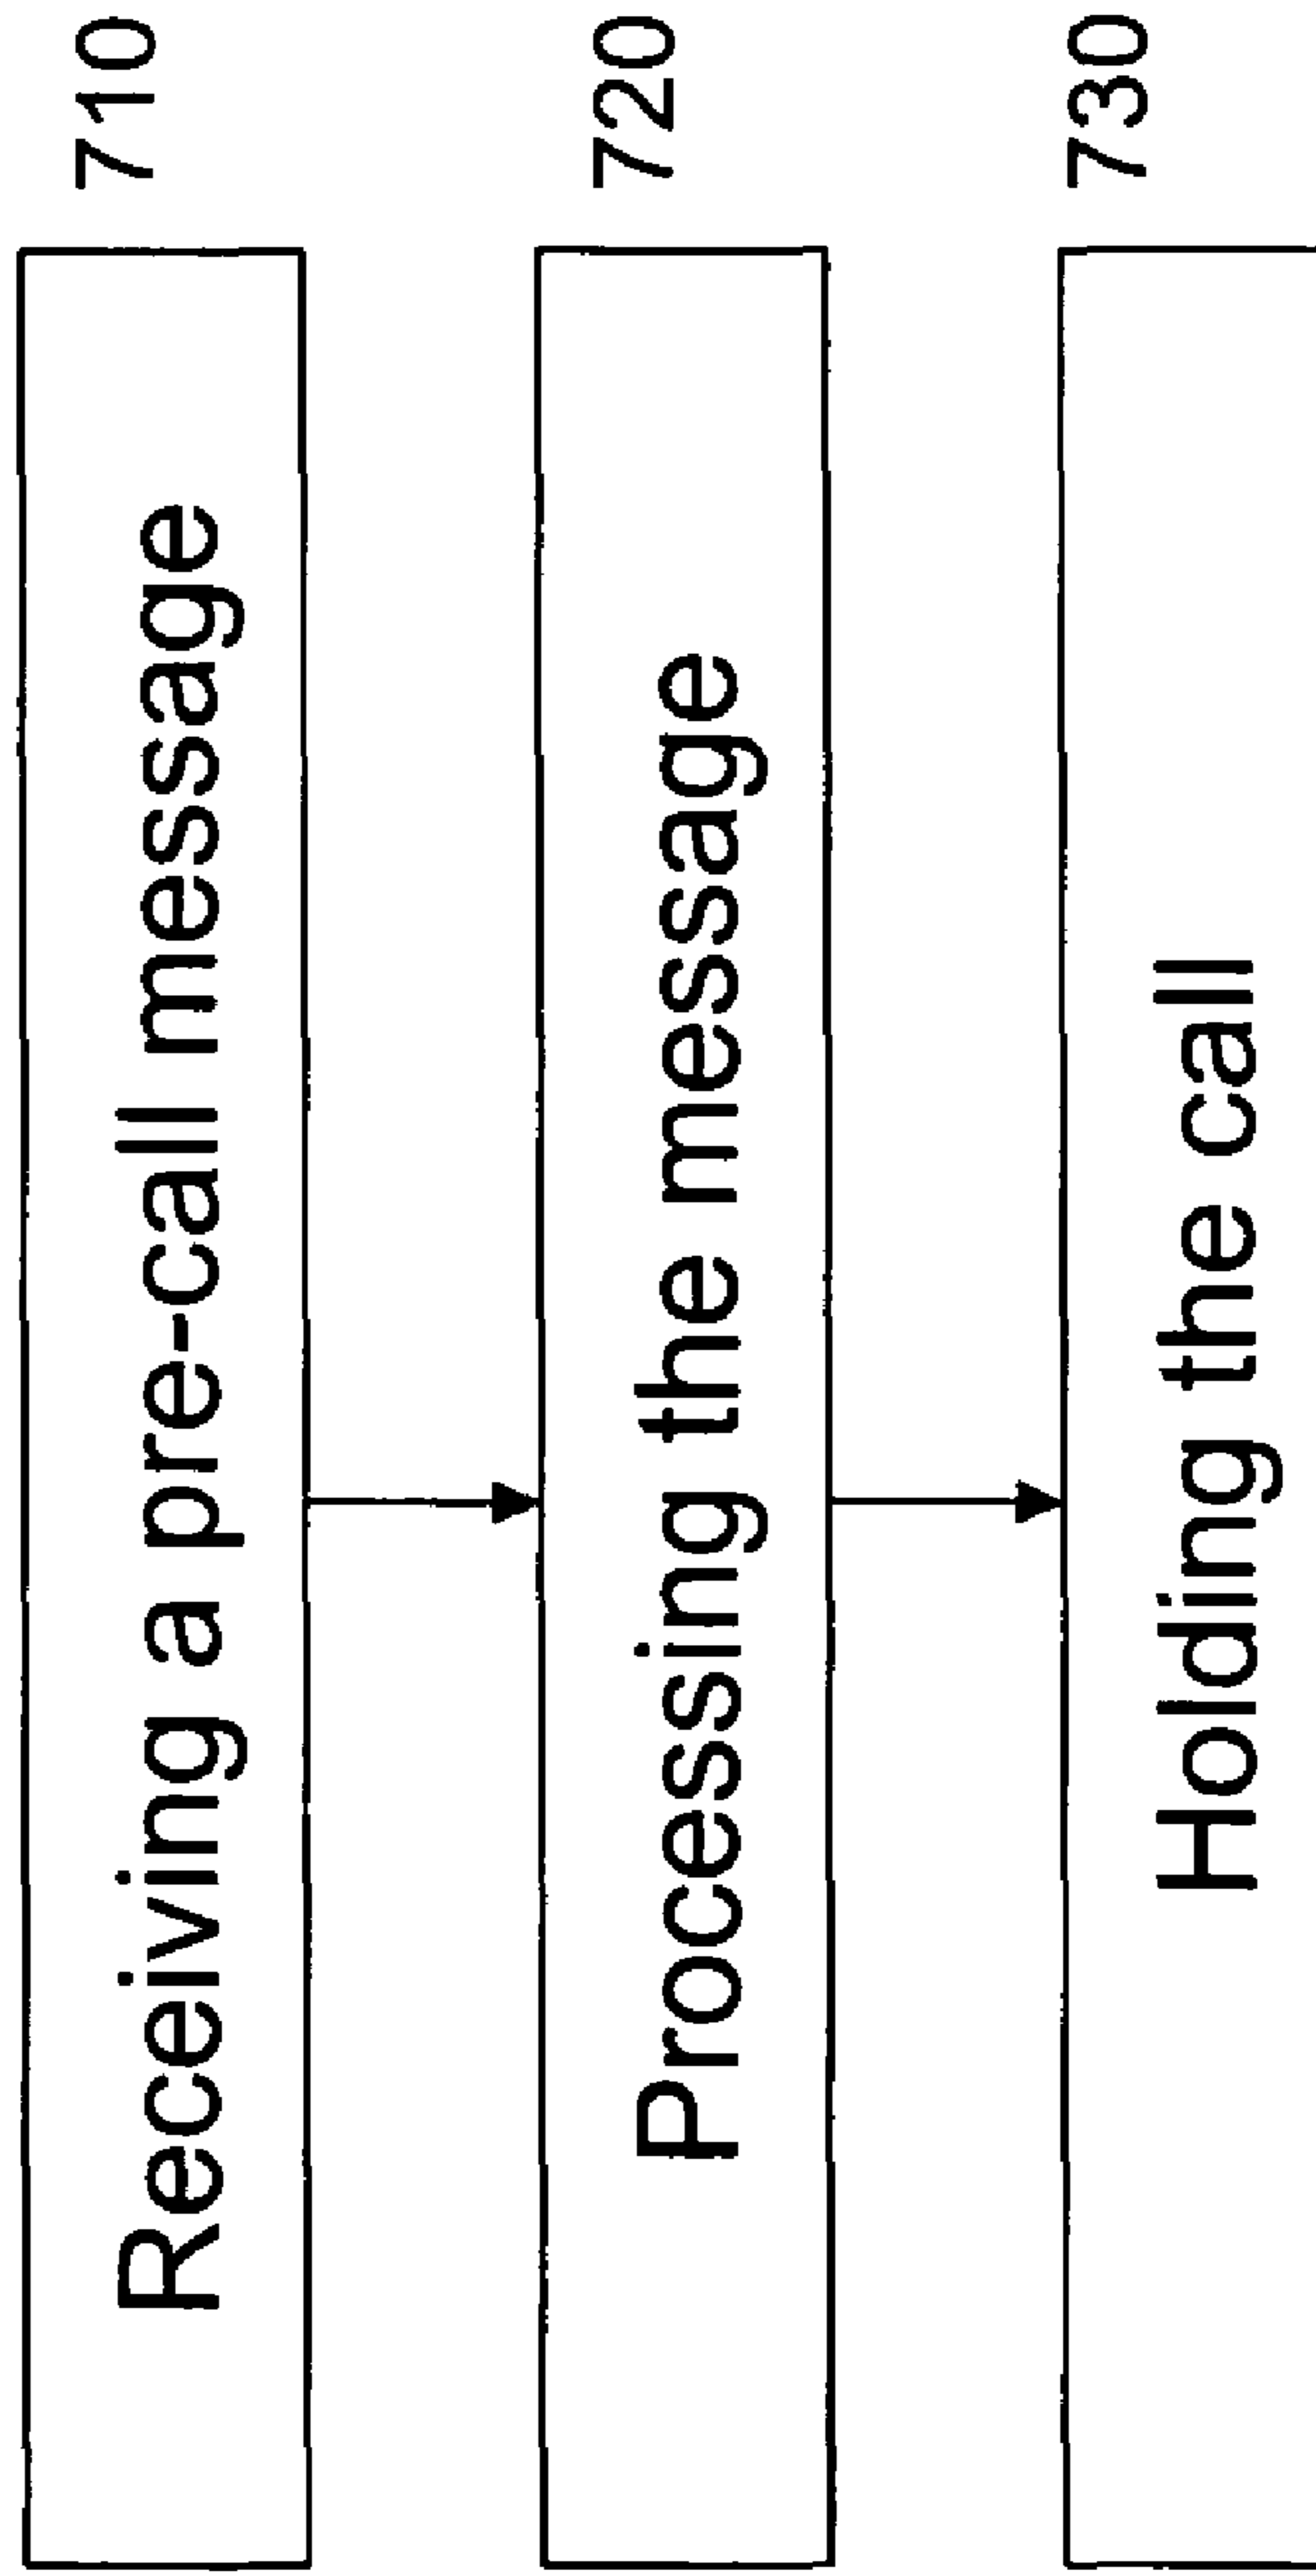 Receiving a pre-call message
710
Processing the message
720
Holding the call
730